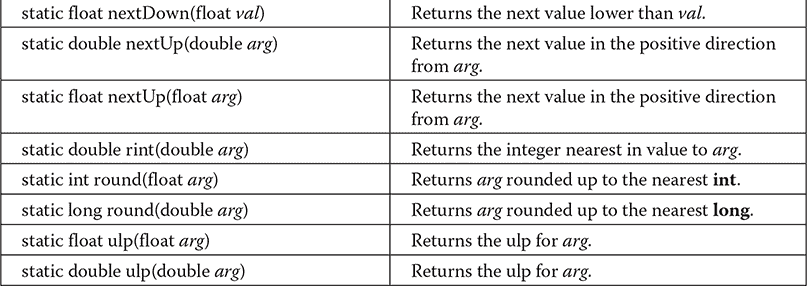 static float nextDown(float val) Returns the next value lower than val.
static double nextUp(double arg) Returns the next value in the positive direction
from arg.
static float nextUp(float arg) Returns the next value in the positive direction
from arg.
static double rint(double arg) Returns the integer nearest in value to arg.
static int round(float arg) Returns arg rounded up to the nearest int.
static long round(double arg) Returns arg rounded up to the nearest long.
static float ulp(float arg) Returns the ulp for arg.
static double ulp(double arg) Returns the ulp for arg.